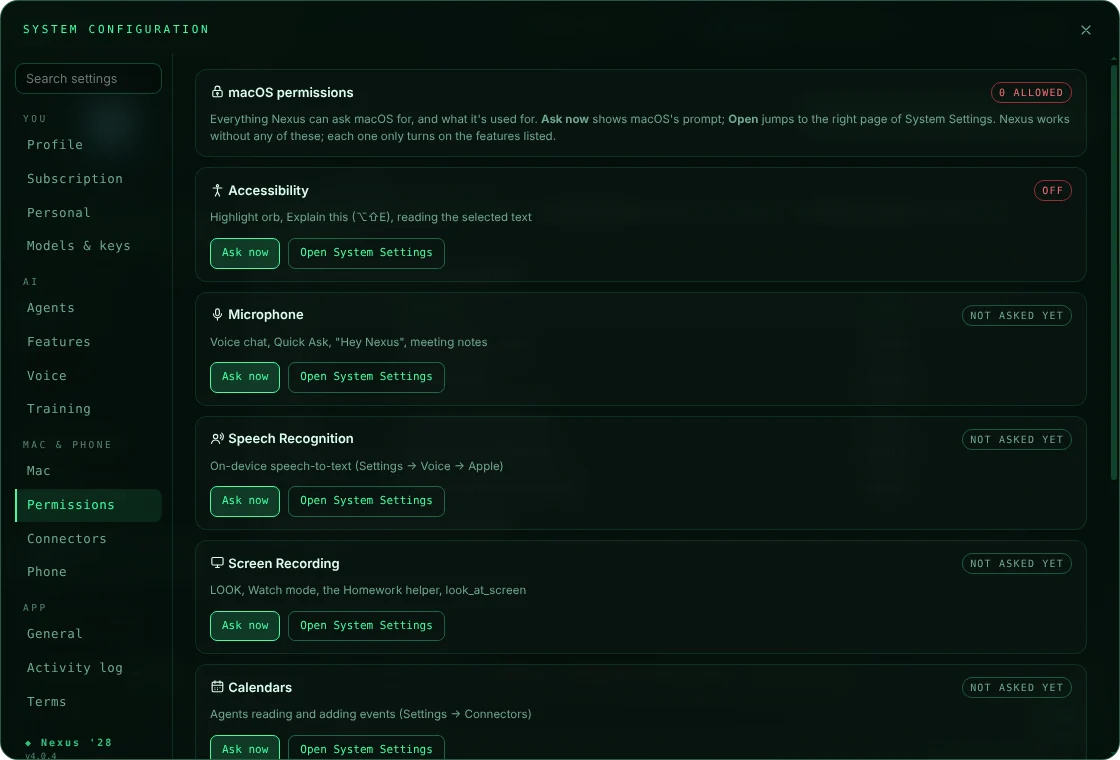 SYSTEM CONFIGURATION
Search settings
YOU
Profile
Subscription
Personal
Models & keys
AI
Agents
Features
Voice
Training
MAC & PHONE
Mac
Permissions
Connectors
Phone
APP
General
Activity log
Terms
◆ Nexus '28
v4.0.4
macOS permissions
0 ALLOWED
Everything Nexus can ask macOS for, and what it's used for. Ask now shows macOS's prompt; Open jumps to the right page of System Settings. Nexus works
without any of these; each one only turns on the features listed.
Accessibility
OFF
Highlight orb, Explain this (⌥⇧E), reading the selected text
Ask now Open System Settings
Microphone
NOT ASKED YET
Voice chat, Quick Ask, "Hey Nexus", meeting notes
Ask now Open System Settings
Speech Recognition
NOT ASKED YET
On-device speech-to-text (Settings → Voice → Apple)
Ask now Open System Settings
Screen Recording
NOT ASKED YET
LOOK, Watch mode, the Homework helper, look_at_screen
Ask now Open System Settings
Calendars
NOT ASKED YET
Agents reading and adding events (Settings → Connectors)
Ask now Open System Settings